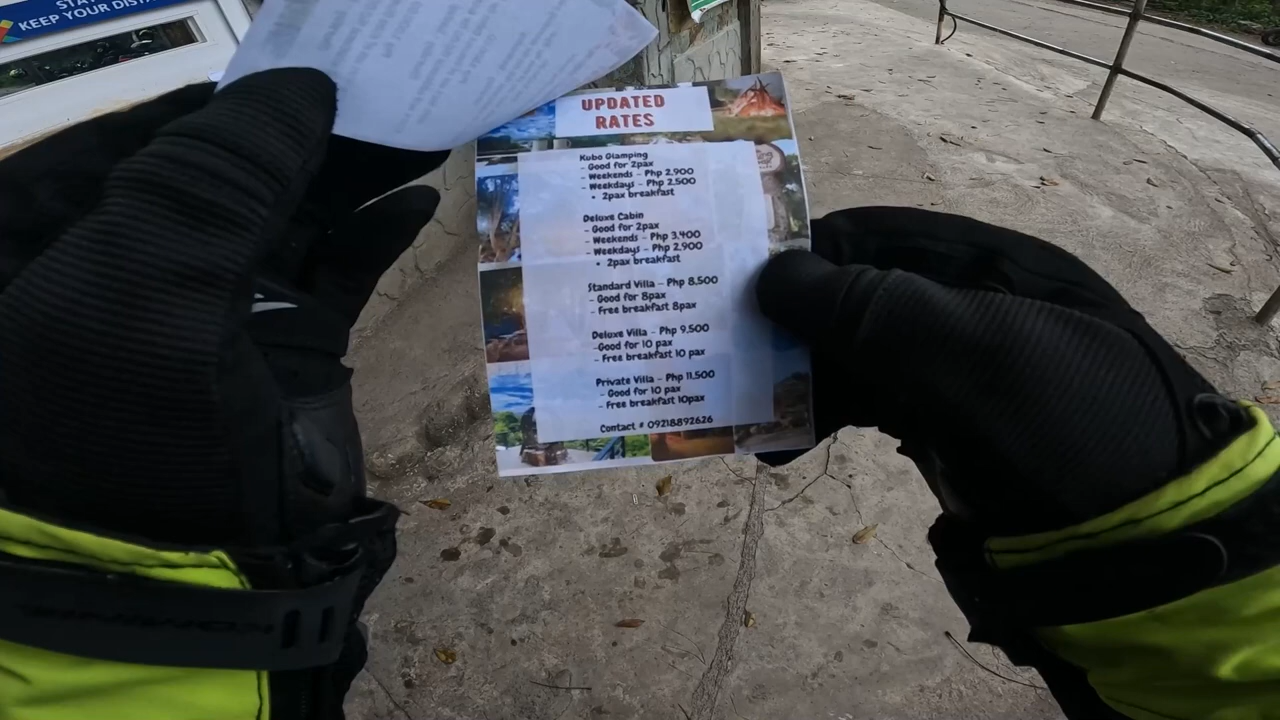 KEEP YOUR
UPDATED
RATES
Kubo Glamping
- Good for 2pax
- Weekends - Php 2,900
- Weekdays - Php 2,500
• 2pax breakfast
Deluxe Cabin
- Good for 2pax
- Weekends - Php 3,400
- Weekdays - Php 2,900
• 2pax breakfast
Standard Villa - Php 8,500
- Good for 8pax
- Free breakfast 8pax
Deluxe Villa - Php 9,500
-Good for 10 pax
- Free breakfast 10 pax
Private Villa - Php 11,500
- Good for 10 pax
- Free breakfast 10pax
Contact # 09218892626